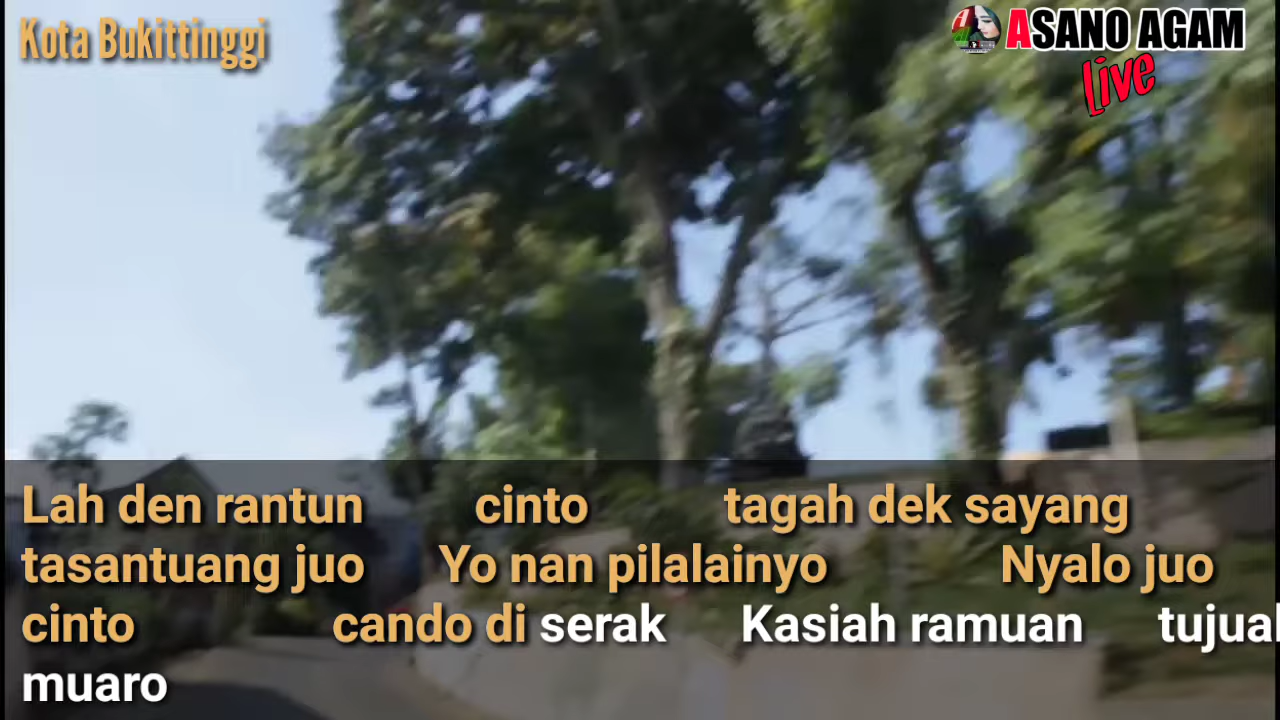 Kota Bukittinggi
ASANO AGAM
Live
Lah den rantun cinto tagah dek sayang
tasantuang juo Yo nan pilalainyo Nyalo juo
cinto cando di serak Kasiah ramuan
muaro